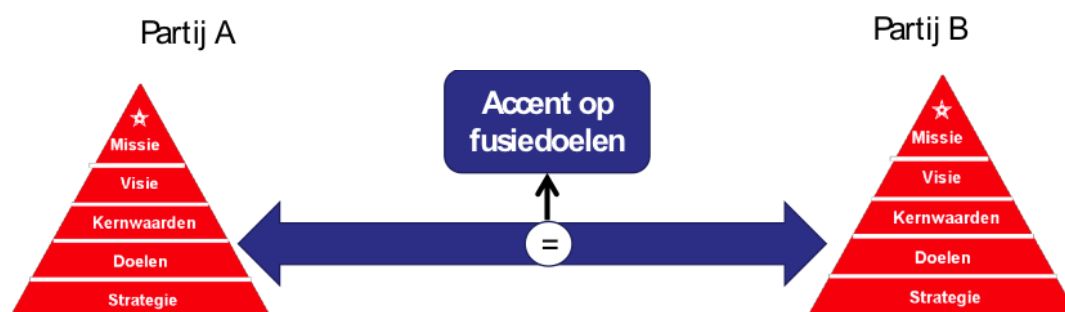 Partij A
Partij B
Accent op
fusiedoelen
Missie
Visie
Kernwaarden
Doelen
Strategie
=
Missie
Visie
Kernwaarden
Doelen
Strategie